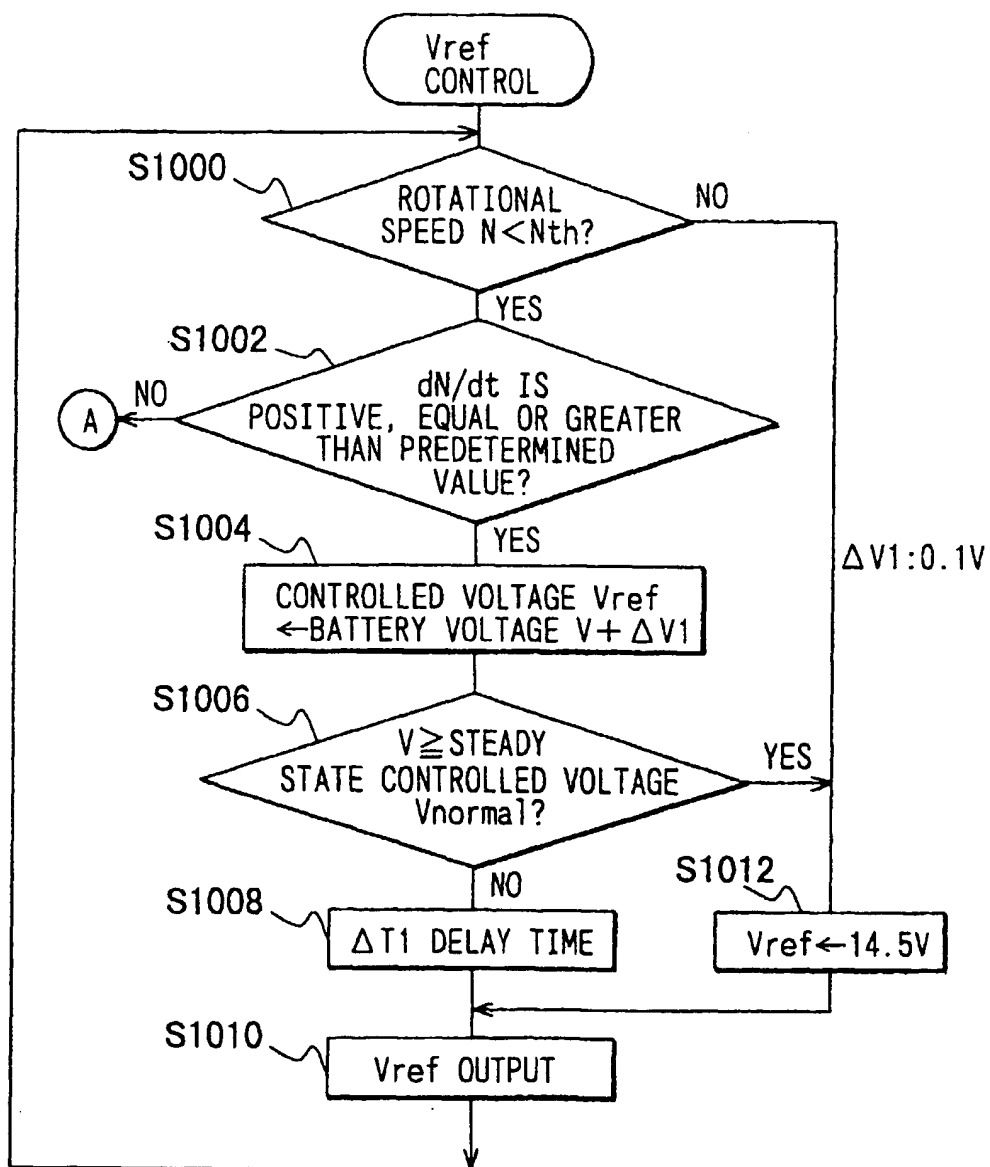 Vref
CONTROL
S1000
ROTATIONAL
SPEED N<Nth?
NO
YES
S1002
dN/dt IS
POSITIVE, EQUAL OR GREATER
THAN PREDETERMINED
VALUE?
NO
A
YES
S1004
ΔV1:0.1V
CONTROLLED VOLTAGE Vref
←BATTERY VOLTAGE V+ΔV1
S1006
V≧STEADY
STATE CONTROLLED VOLTAGE
Vnormal?
YES
NO
S1008
ΔT1 DELAY TIME
S1012
Vref←14.5V
S1010
Vref OUTPUT